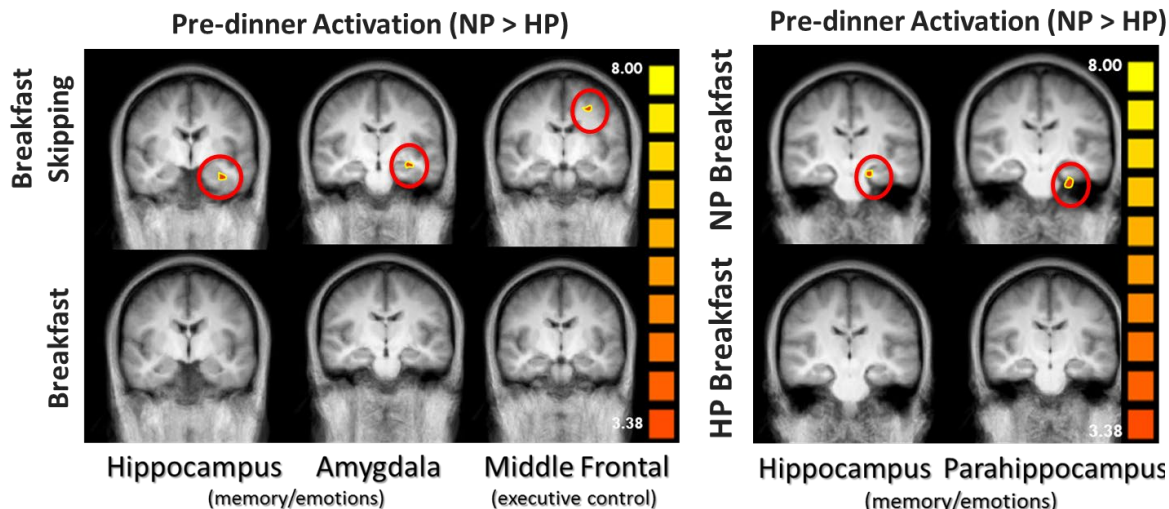 Pre-dinner Activation (NP > HP)
Breakfast
Skipping
Breakfast
8.00
3.38
Hippocampus
Amygdala
Middle Frontal
(memory/emotions)
(executive control)
Pre-dinner Activation (NP > HP)
NP Breakfast
HP Breakfast
8.00
3.38
Hippocampus
Parahippocampus
(memory/emotions)